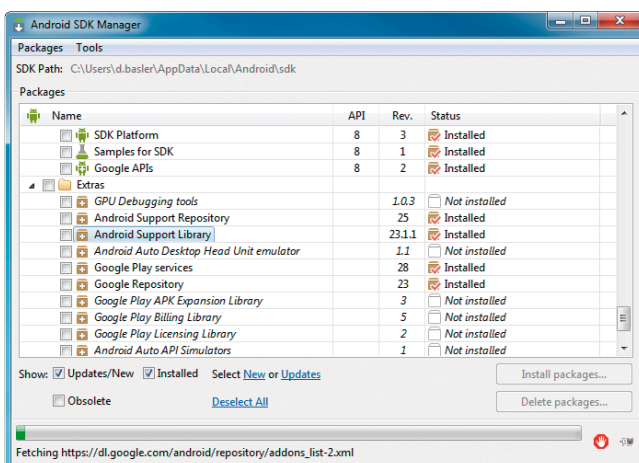 Android SDK Manager
Packages Tools
SDK Path: C:\Users\d.basler\AppData\Local\Android\sdk
Packages
Name API Rev. Status
SDK Platform 8 3 Installed
Samples for SDK 8 1 Installed
Google APIs 8 2 Installed
Extras
GPU Debugging tools 1.0.3 Not installed
Android Support Repository 25 Installed
Android Support Library 23.1.1 Installed
Android Auto Desktop Head Unit emulator 1.1 Not installed
Google Play services 28 Installed
Google Repository 23 Installed
Google Play APK Expansion Library 3 Not installed
Google Play Billing Library 5 Not installed
Google Play Licensing Library 2 Not installed
Android Auto API Simulators 1 Not installed
Show: Updates/New Installed Select New or Updates Install packages...
Obsolete Deselect All Delete packages...
Fetching https://dl.google.com/android/repository/addons_list-2.xml